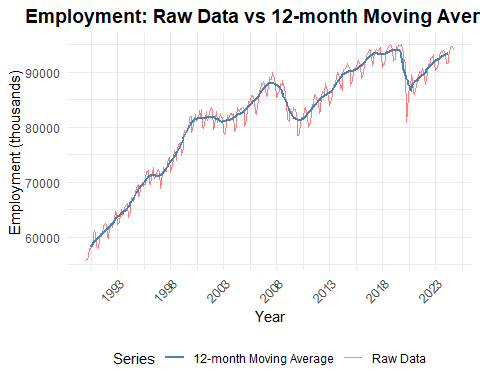 Employment: Raw Data vs 12-month Moving Aver
Employment (thousands)
90000
80000
70000
60000
1993 1998 2003 2008 2013 2018 2023
Year
Series 12-month Moving Average Raw Data